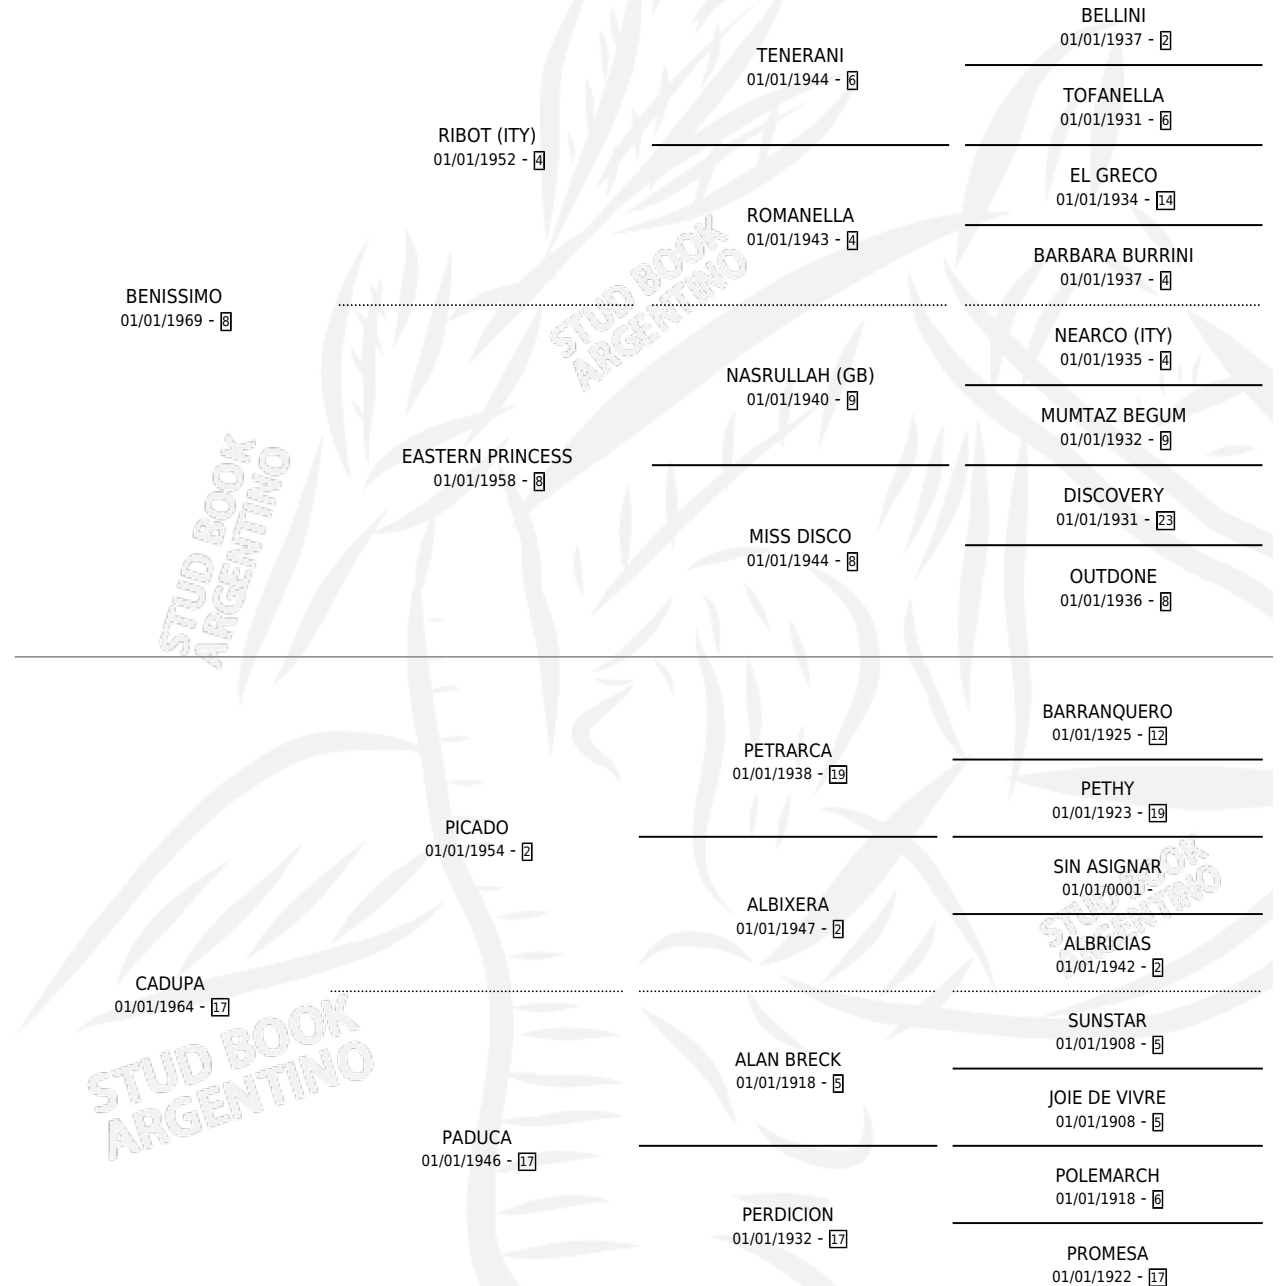 BELLINI
01/01/1937 - 2
TENERANI
01/01/1944 - 6
TOFANELLA
01/01/1931 - 6
RIBOT (ITY)
01/01/1952 - 4
EL GRECO
01/01/1934 - 14
ROMANELLA
01/01/1943 - 4
BARBARA BURRINI
01/01/1937 - 4
BENISSIMO
01/01/1969 - 8
NEARCO (ITY)
01/01/1935 - 4
NASRULLAH (GB)
01/01/1940 - 9
MUMTAZ BEGUM
01/01/1932 - 9
EASTERN PRINCESS
01/01/1958 - 8
DISCOVERY
01/01/1931 - 23
MISS DISCO
01/01/1944 - 8
OUTDONE
01/01/1936 - 8
BARRANQUERO
01/01/1925 - 12
PETRARCA
01/01/1938 - 19
PETHY
01/01/1923 - 19
PICADO
01/01/1954 - 2
SIN ASIGNAR
01/01/0001 -
ALBIXERA
01/01/1947 - 2
ALBRICIAS
01/01/1942 - 2
CADUPA
01/01/1964 - 17
SUNSTAR
01/01/1908 - 5
ALAN BRECK
01/01/1918 - 5
JOIE DE VIVRE
01/01/1908 - 5
PADUCA
01/01/1946 - 17
POLEMARCH
01/01/1918 - 6
PERDICION
01/01/1932 - 17
PROMESA
01/01/1922 - 17
STUD BOOK
ARGENTINO
STUD BOOK
ARGENTINO
STUD BOOK
ARGENTINO
STUD BOOK
ARGENTINO